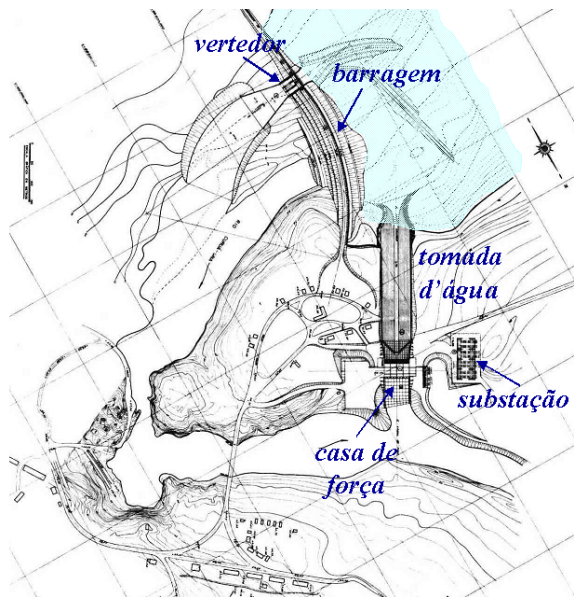 vertedor
barragem
tomada
d'água
substação
casa de
força